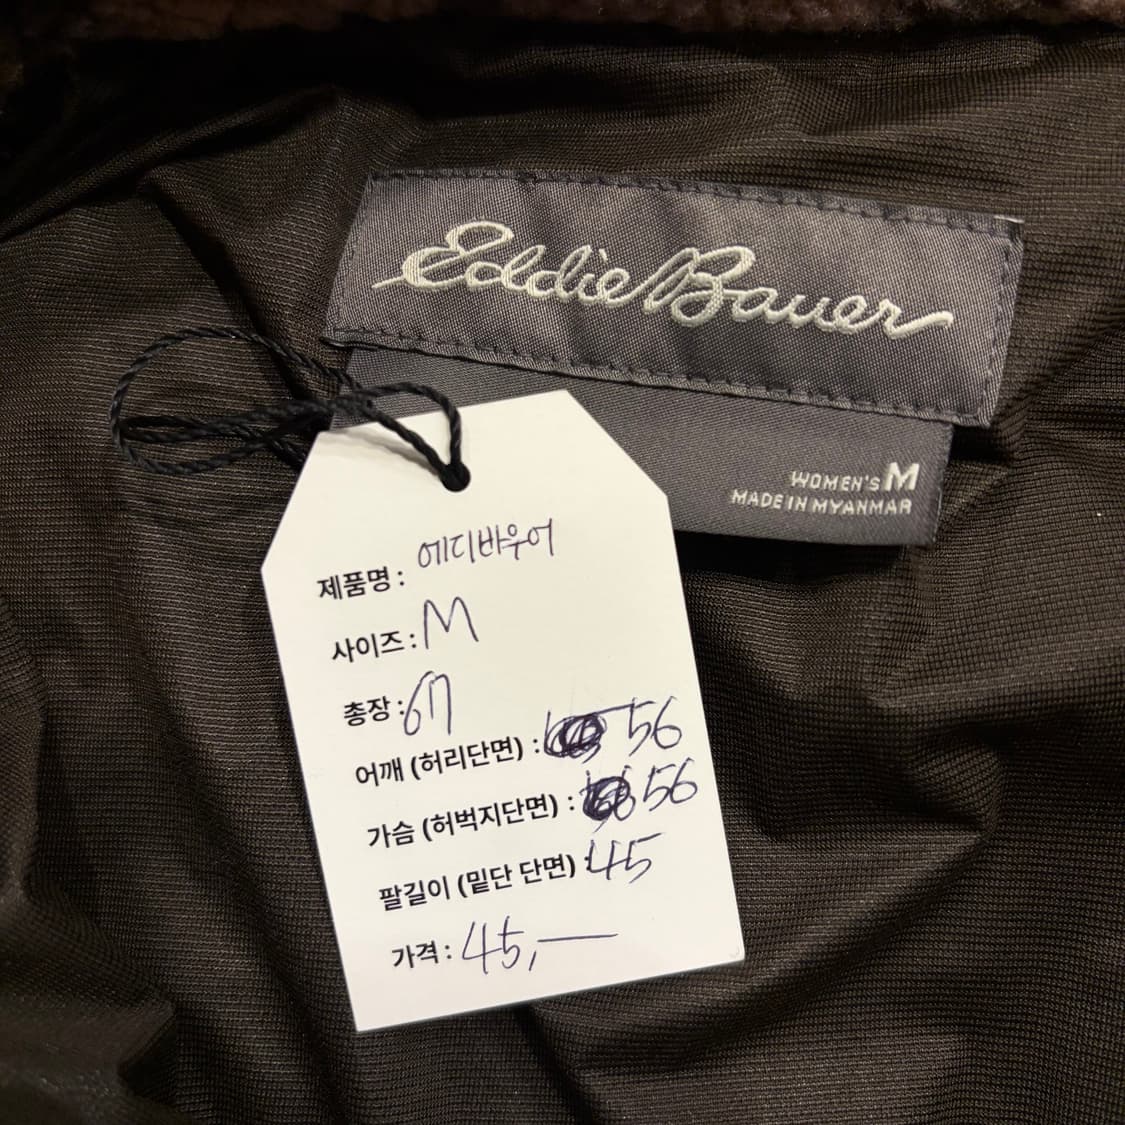 Eddie Bauer
WOMEN'S M
MADE IN MYANMAR
제품명 : 에디바우어
사이즈 : M
총장 : 67
어깨 (허리단면) : 56
가슴 (허벅지단면) : 56
팔길이 (밑단 단면) : 45
가격 : 45,—